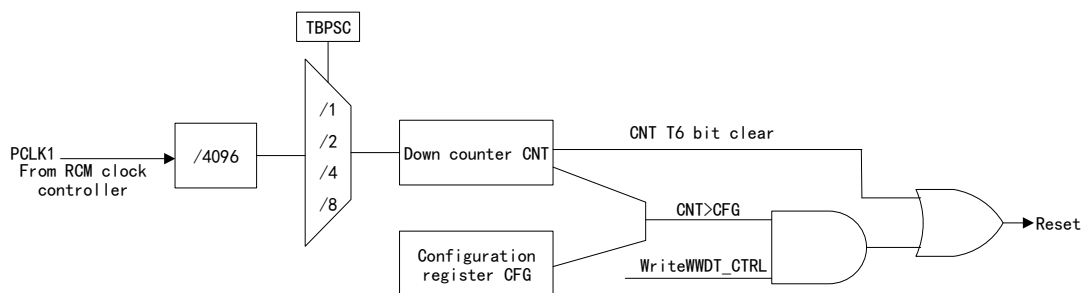 TBPSC
/1
/2
/4
/8
PCLK1
From RCM clock
controller
/4096
Down counter CNT
CNT T6 bit clear
CNT>CFG
Configuration
register CFG
WriteWWDT_CTRL
Reset